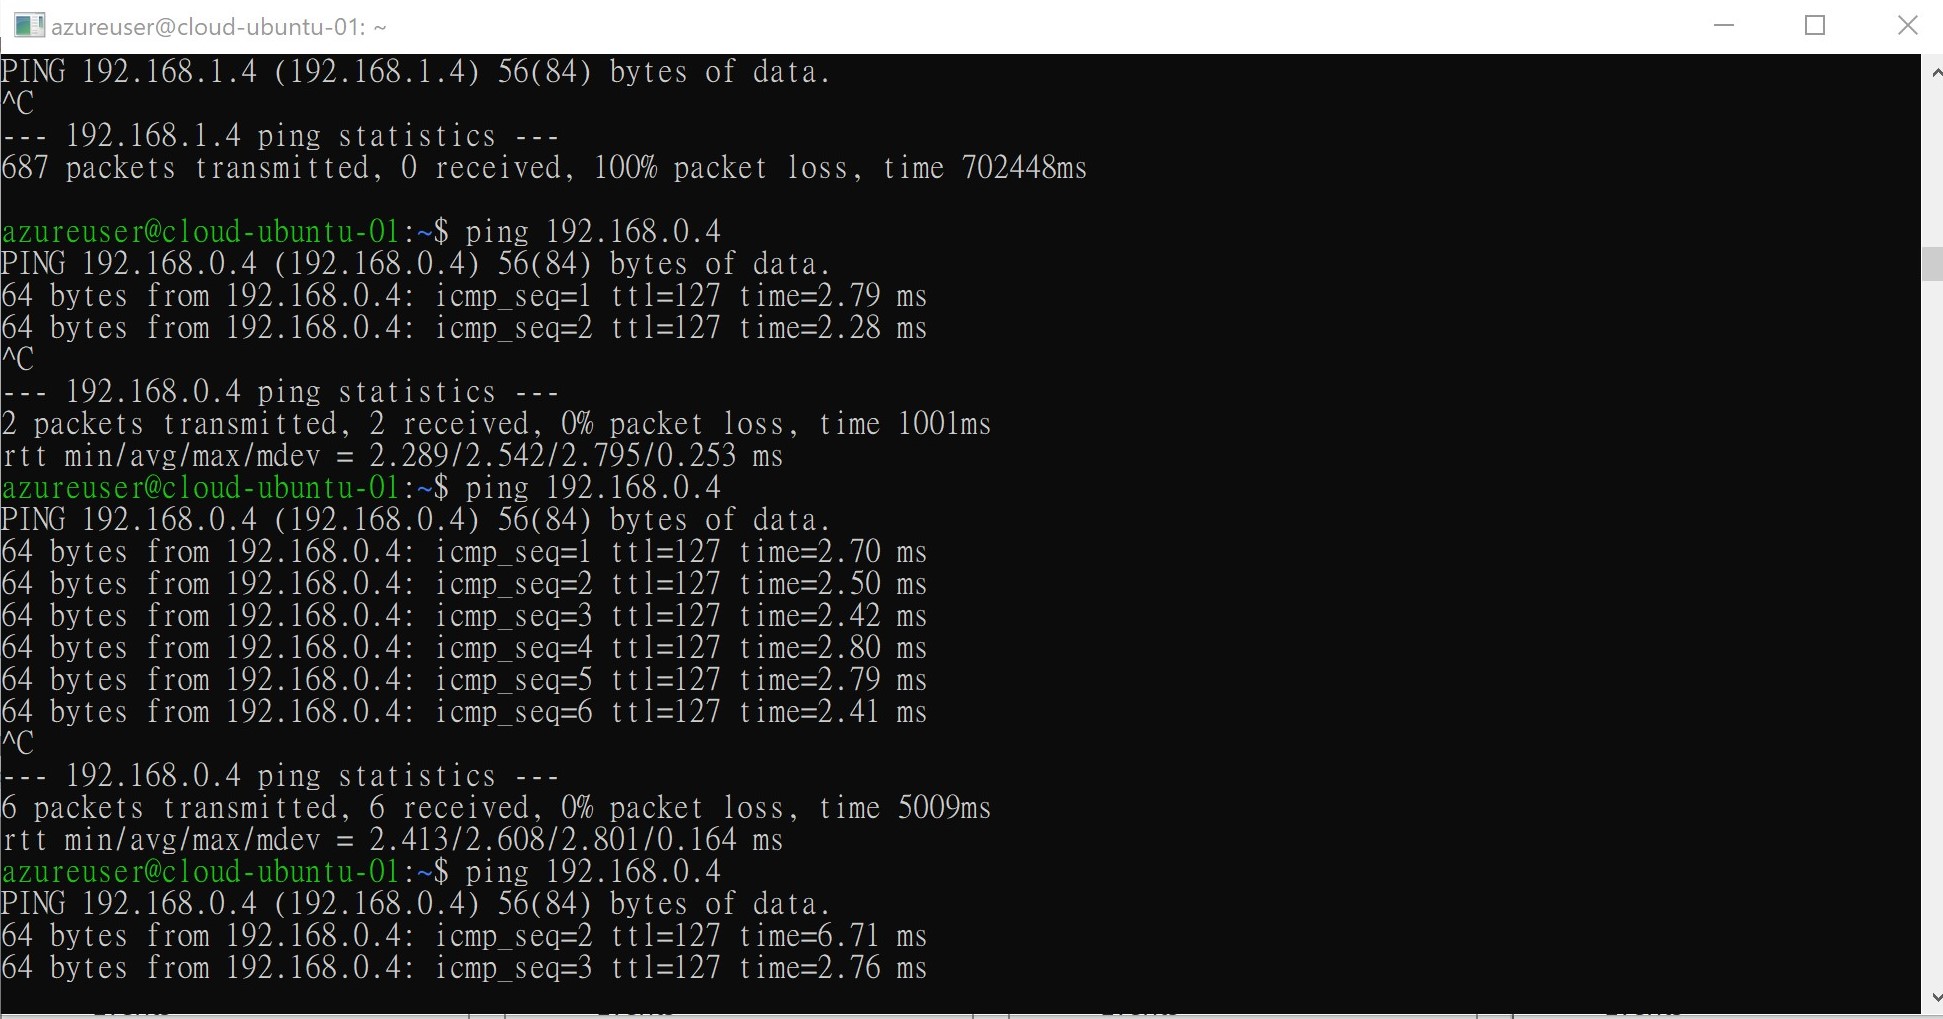 azureuser@cloud-ubuntu-01: ~
PING 192.168.1.4 (192.168.1.4) 56(84) bytes of data.
^C
--- 192.168.1.4 ping statistics ---
687 packets transmitted, 0 received, 100% packet loss, time 702448ms
azureuser@cloud-ubuntu-01:~$ ping 192.168.0.4
PING 192.168.0.4 (192.168.0.4) 56(84) bytes of data.
64 bytes from 192.168.0.4: icmp_seq=1 ttl=127 time=2.79 ms
64 bytes from 192.168.0.4: icmp_seq=2 ttl=127 time=2.28 ms
^C
--- 192.168.0.4 ping statistics ---
2 packets transmitted, 2 received, 0% packet loss, time 1001ms
rtt min/avg/max/mdev = 2.289/2.542/2.795/0.253 ms
azureuser@cloud-ubuntu-01:~$ ping 192.168.0.4
PING 192.168.0.4 (192.168.0.4) 56(84) bytes of data.
64 bytes from 192.168.0.4: icmp_seq=1 ttl=127 time=2.70 ms
64 bytes from 192.168.0.4: icmp_seq=2 ttl=127 time=2.50 ms
64 bytes from 192.168.0.4: icmp_seq=3 ttl=127 time=2.42 ms
64 bytes from 192.168.0.4: icmp_seq=4 ttl=127 time=2.80 ms
64 bytes from 192.168.0.4: icmp_seq=5 ttl=127 time=2.79 ms
64 bytes from 192.168.0.4: icmp_seq=6 ttl=127 time=2.41 ms
^C
--- 192.168.0.4 ping statistics ---
6 packets transmitted, 6 received, 0% packet loss, time 5009ms
rtt min/avg/max/mdev = 2.413/2.608/2.801/0.164 ms
azureuser@cloud-ubuntu-01:~$ ping 192.168.0.4
PING 192.168.0.4 (192.168.0.4) 56(84) bytes of data.
64 bytes from 192.168.0.4: icmp_seq=2 ttl=127 time=6.71 ms
64 bytes from 192.168.0.4: icmp_seq=3 ttl=127 time=2.76 ms